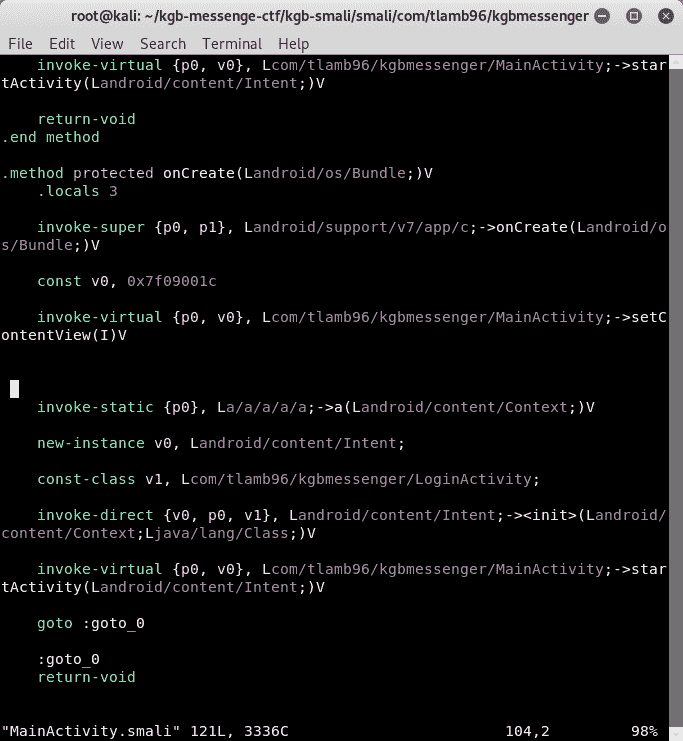 root@kali: ~/kgb-messenge-ctf/kgb-smali/smali/com/tlamb96/kgbmessenger
File Edit View Search Terminal Help
    invoke-virtual {p0, v0}, Lcom/tlamb96/kgbmessenger/MainActivity;->star
tActivity(Landroid/content/Intent;)V
    return-void
.end method
.method protected onCreate(Landroid/os/Bundle;)V
    .locals 3
    invoke-super {p0, p1}, Landroid/support/v7/app/c;->onCreate(Landroid/o
s/Bundle;)V
    const v0, 0x7f09001c
    invoke-virtual {p0, v0}, Lcom/tlamb96/kgbmessenger/MainActivity;->setC
ontentView(I)V
    invoke-static {p0}, La/a/a/a/a;->a(Landroid/content/Context;)V
    new-instance v0, Landroid/content/Intent;
    const-class v1, Lcom/tlamb96/kgbmessenger/LoginActivity;
    invoke-direct {v0, p0, v1}, Landroid/content/Intent;-><init>(Landroid/
content/Context;Ljava/lang/Class;)V
    invoke-virtual {p0, v0}, Lcom/tlamb96/kgbmessenger/MainActivity;->star
tActivity(Landroid/content/Intent;)V
    goto :goto_0
    :goto_0
    return-void
"MainActivity.smali" 121L, 3336C 104,2 98%